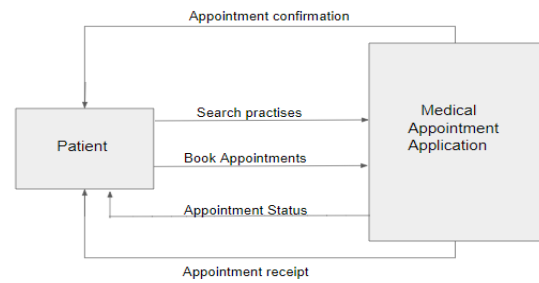 Appointment confirmation
Search practises
Medical
Appointment
Application
Patient
Book Appointments
Appointment Status
Appointment receipt